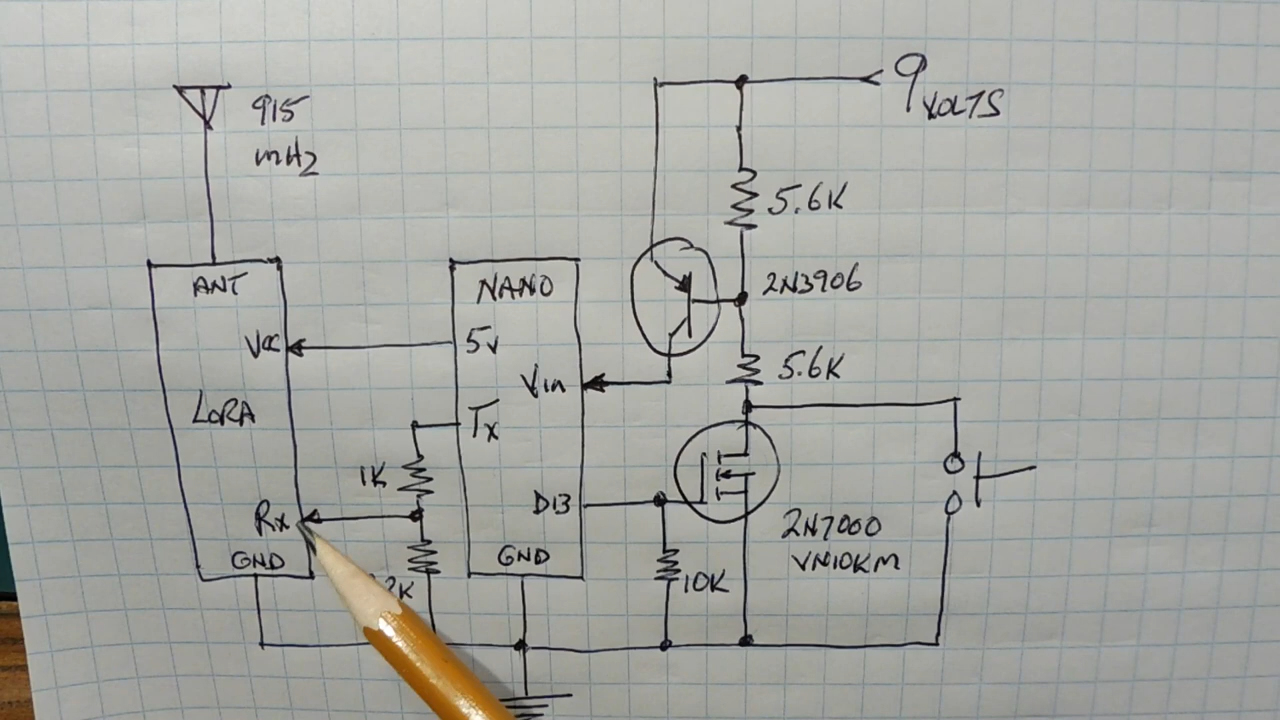 915
mHz
9
VOLTS
5.6K
ANT
NANO
2N3906
Vcc
5v
5.6K
Vin
LORA
Tx
1K
Rx
D13
2N7000
VN10KM
GND
GND
2K
10K